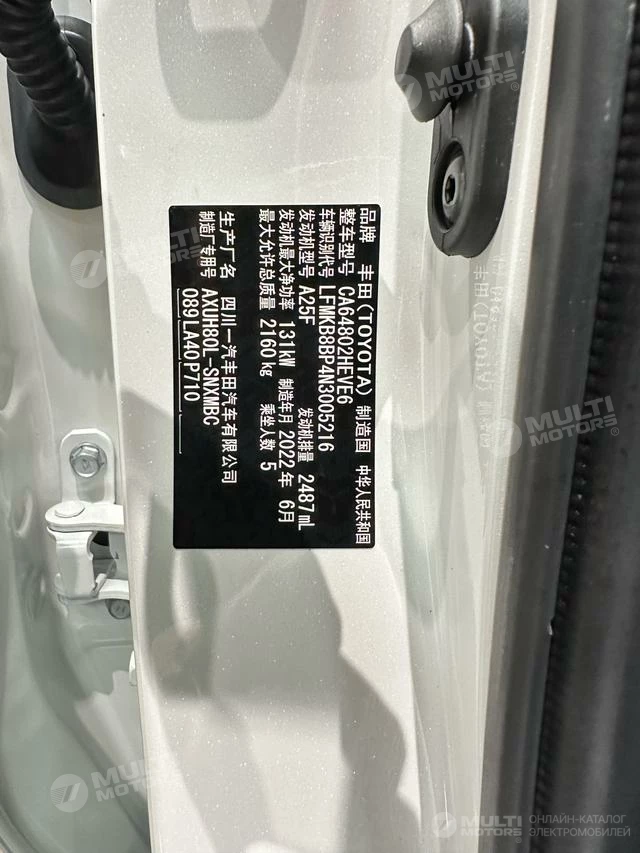 品牌 丰田(TOYOTA) 制造国 中华人民共和国
整车型号 CA64802HEVE6
车辆识别代号 LFMKB8BP4N3005216
发动机型号 A25F 发动机排量 2487mL
发动机最大净功率 131kW 制造年月 2022年 6月
最大允许总质量 2160kg 乘坐人数 5
生产厂名 四川一汽丰田汽车有限公司
制造厂专用号 AXUH80L-SNXMBC
089LA40P710
MULTI MOTORS
MULTI MOTORS
MULTI MOTORS
MULTI MOTORS
MULTI MOTORS
ОНЛАЙН-КАТАЛОГ
ЭЛЕКТРОМОБИЛЕЙ